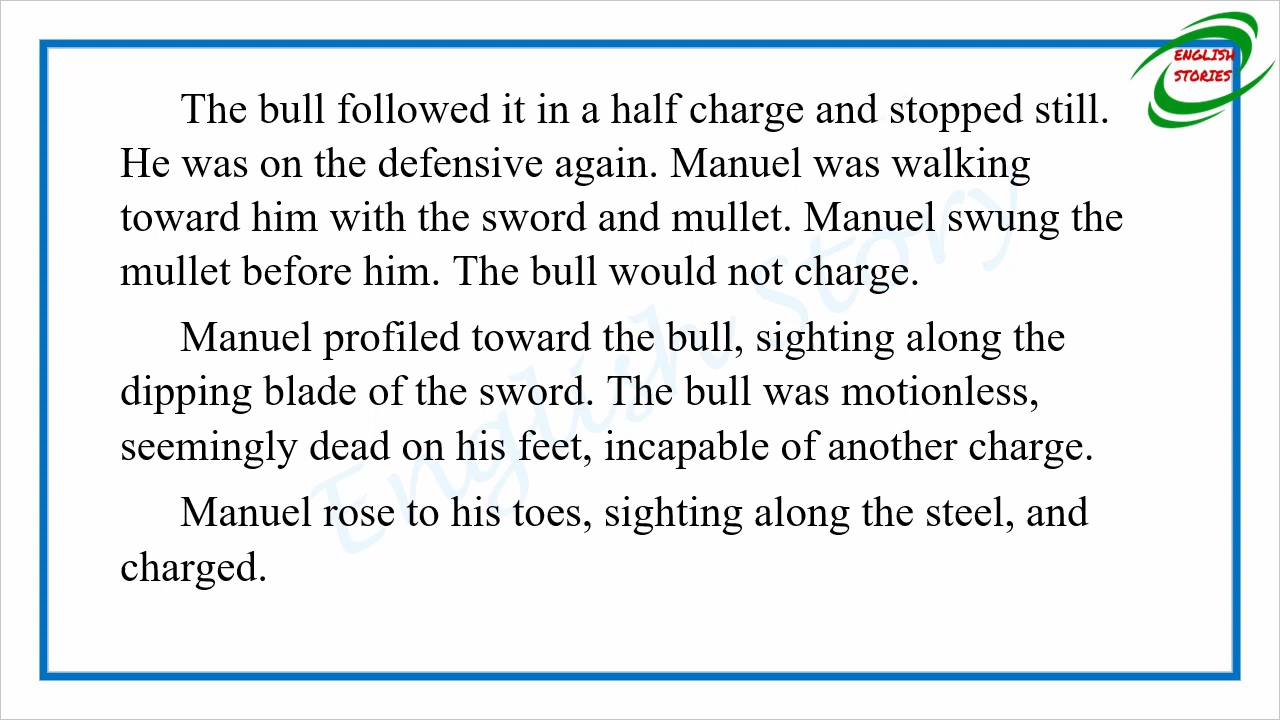 ENGLISH
STORIES
The bull followed it in a half charge and stopped still.
He was on the defensive again. Manuel was walking
toward him with the sword and mullet. Manuel swung the
mullet before him. The bull would not charge.
Manuel profiled toward the bull, sighting along the
dipping blade of the sword. The bull was motionless,
seemingly dead on his feet, incapable of another charge.
Manuel rose to his toes, sighting along the steel, and
charged.
English Story